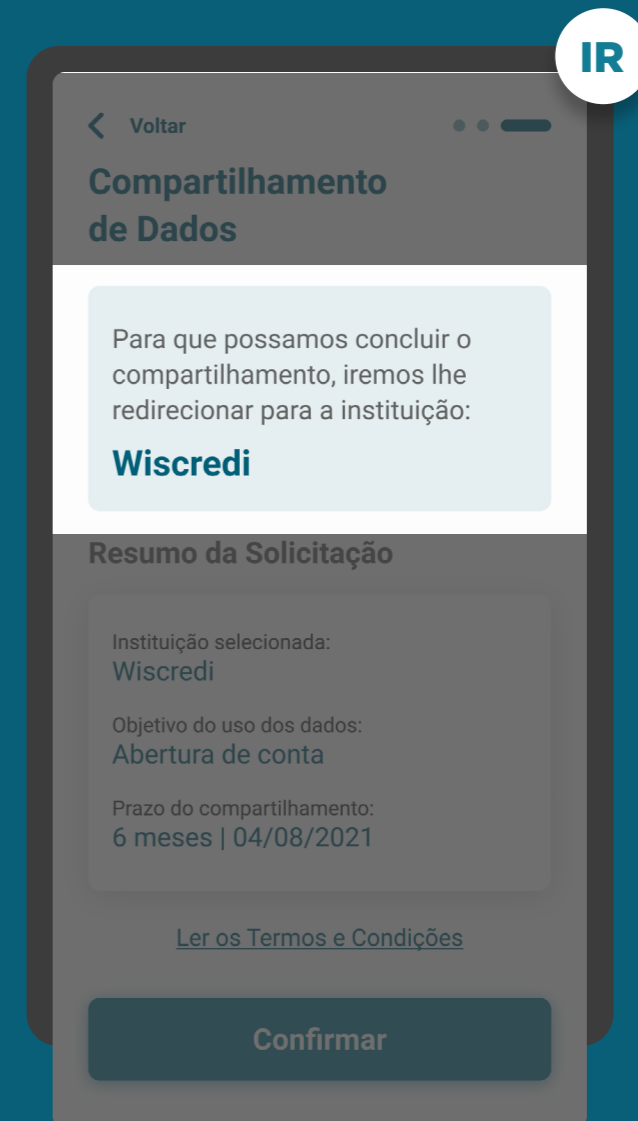 IR
Voltar
Compartilhamento
de Dados
Para que possamos concluir o
compartilhamento, iremos lhe
redirecionar para a instituição:
Wiscredi
Resumo da Solicitação
Instituição selecionada:
Wiscredi
Objetivo do uso dos dados:
Abertura de conta
Prazo do compartilhamento:
6 meses | 04/08/2021
Ler os Termos e Condições
Confirmar